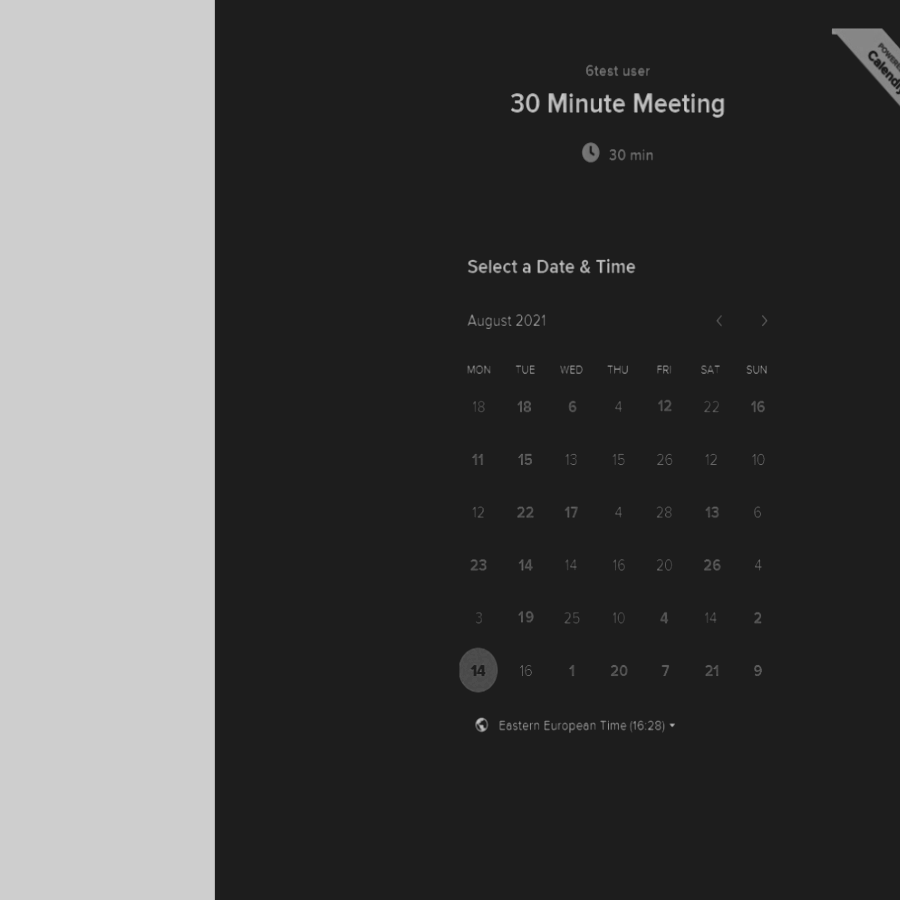 POWERED
Calendly
6test user
30 Minute Meeting
30 min
Select a Date & Time
August 2021
MON TUE WED THU FRI SAT SUN
18 18 6 4 12 22 16
11 15 13 15 26 12 10
12 22 17 4 28 13 6
23 14 14 16 20 26 4
3 19 25 10 4 14 2
14 16 1 20 7 21 9
Eastern European Time (16:28)